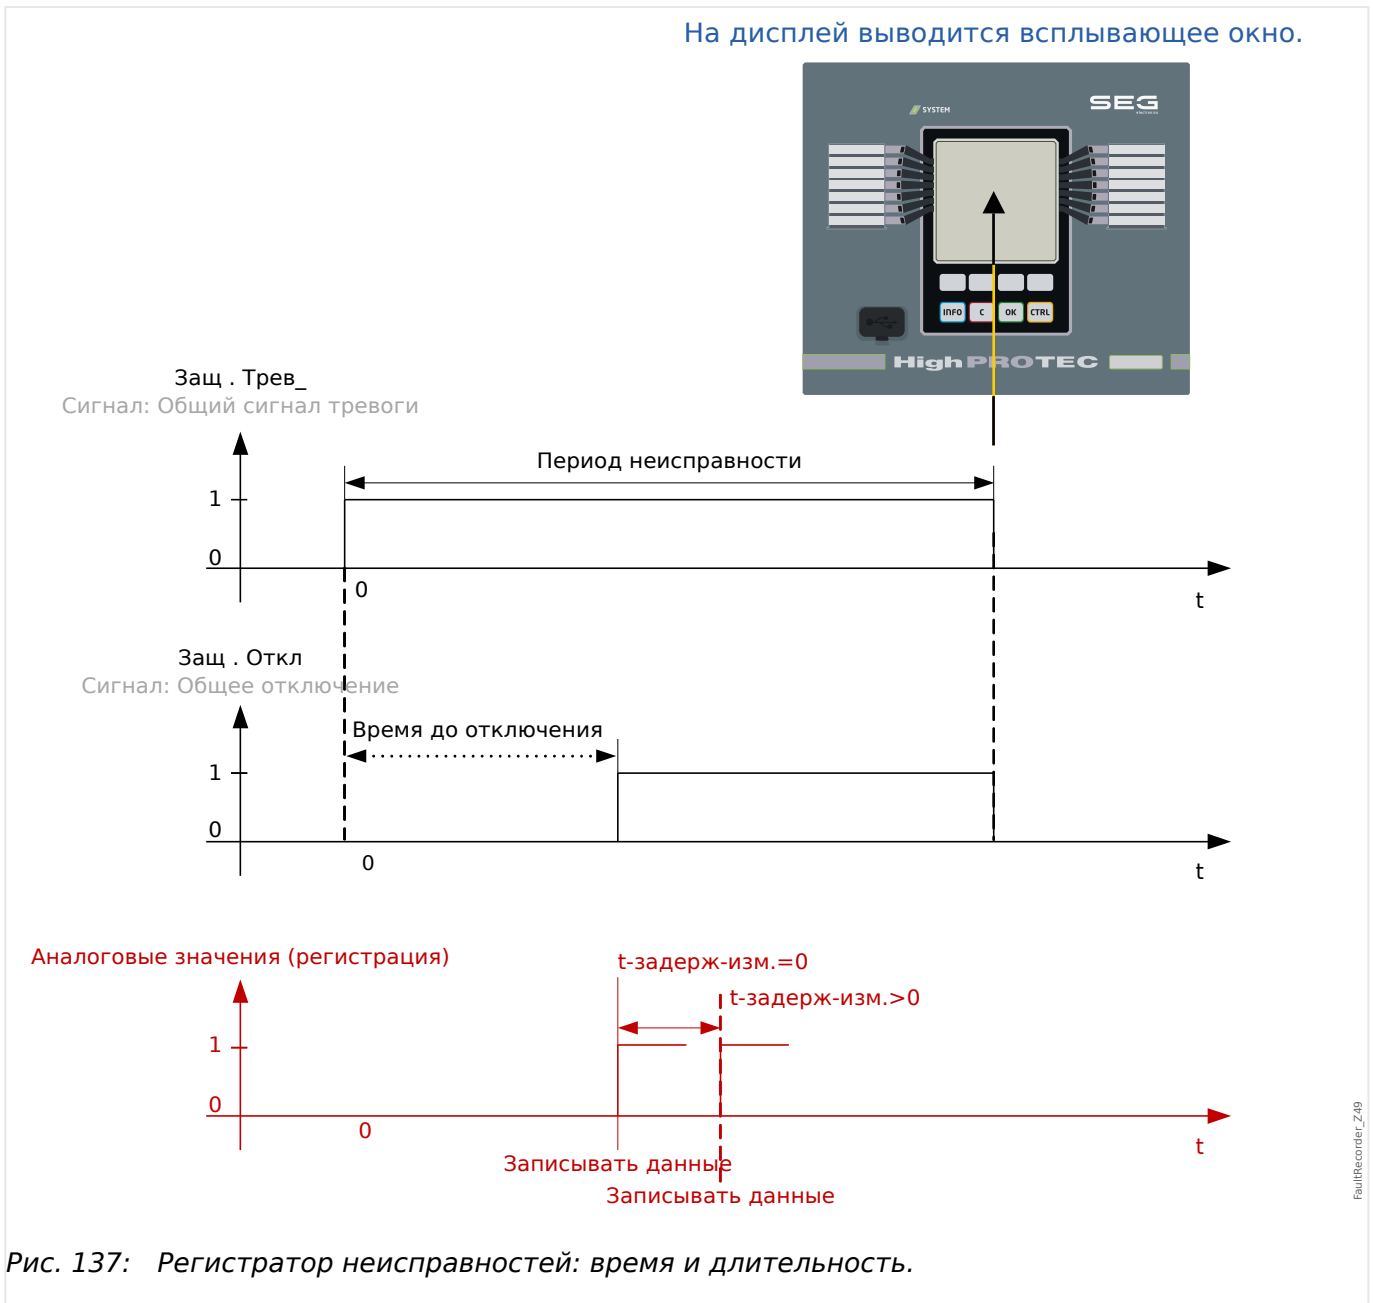 На дисплей выводится всплывающее окно.
SYSTEM
SEG
electronics
INFO
C
OK
CTRL
HighPROTEC
Защ . Трев_
Сигнал: Общий сигнал тревоги
Период неисправности
1
0
0
t
Защ . Откл
Сигнал: Общее отключение
Время до отключения
1
0
0
t
Аналоговые значения (регистрация)
t-задерж-изм.=0
t-задерж-изм.>0
1
0
0
t
Записывать данные
Записывать данные
FaultRecorder_Z49
Рис. 137: Регистратор неисправностей: время и длительность.